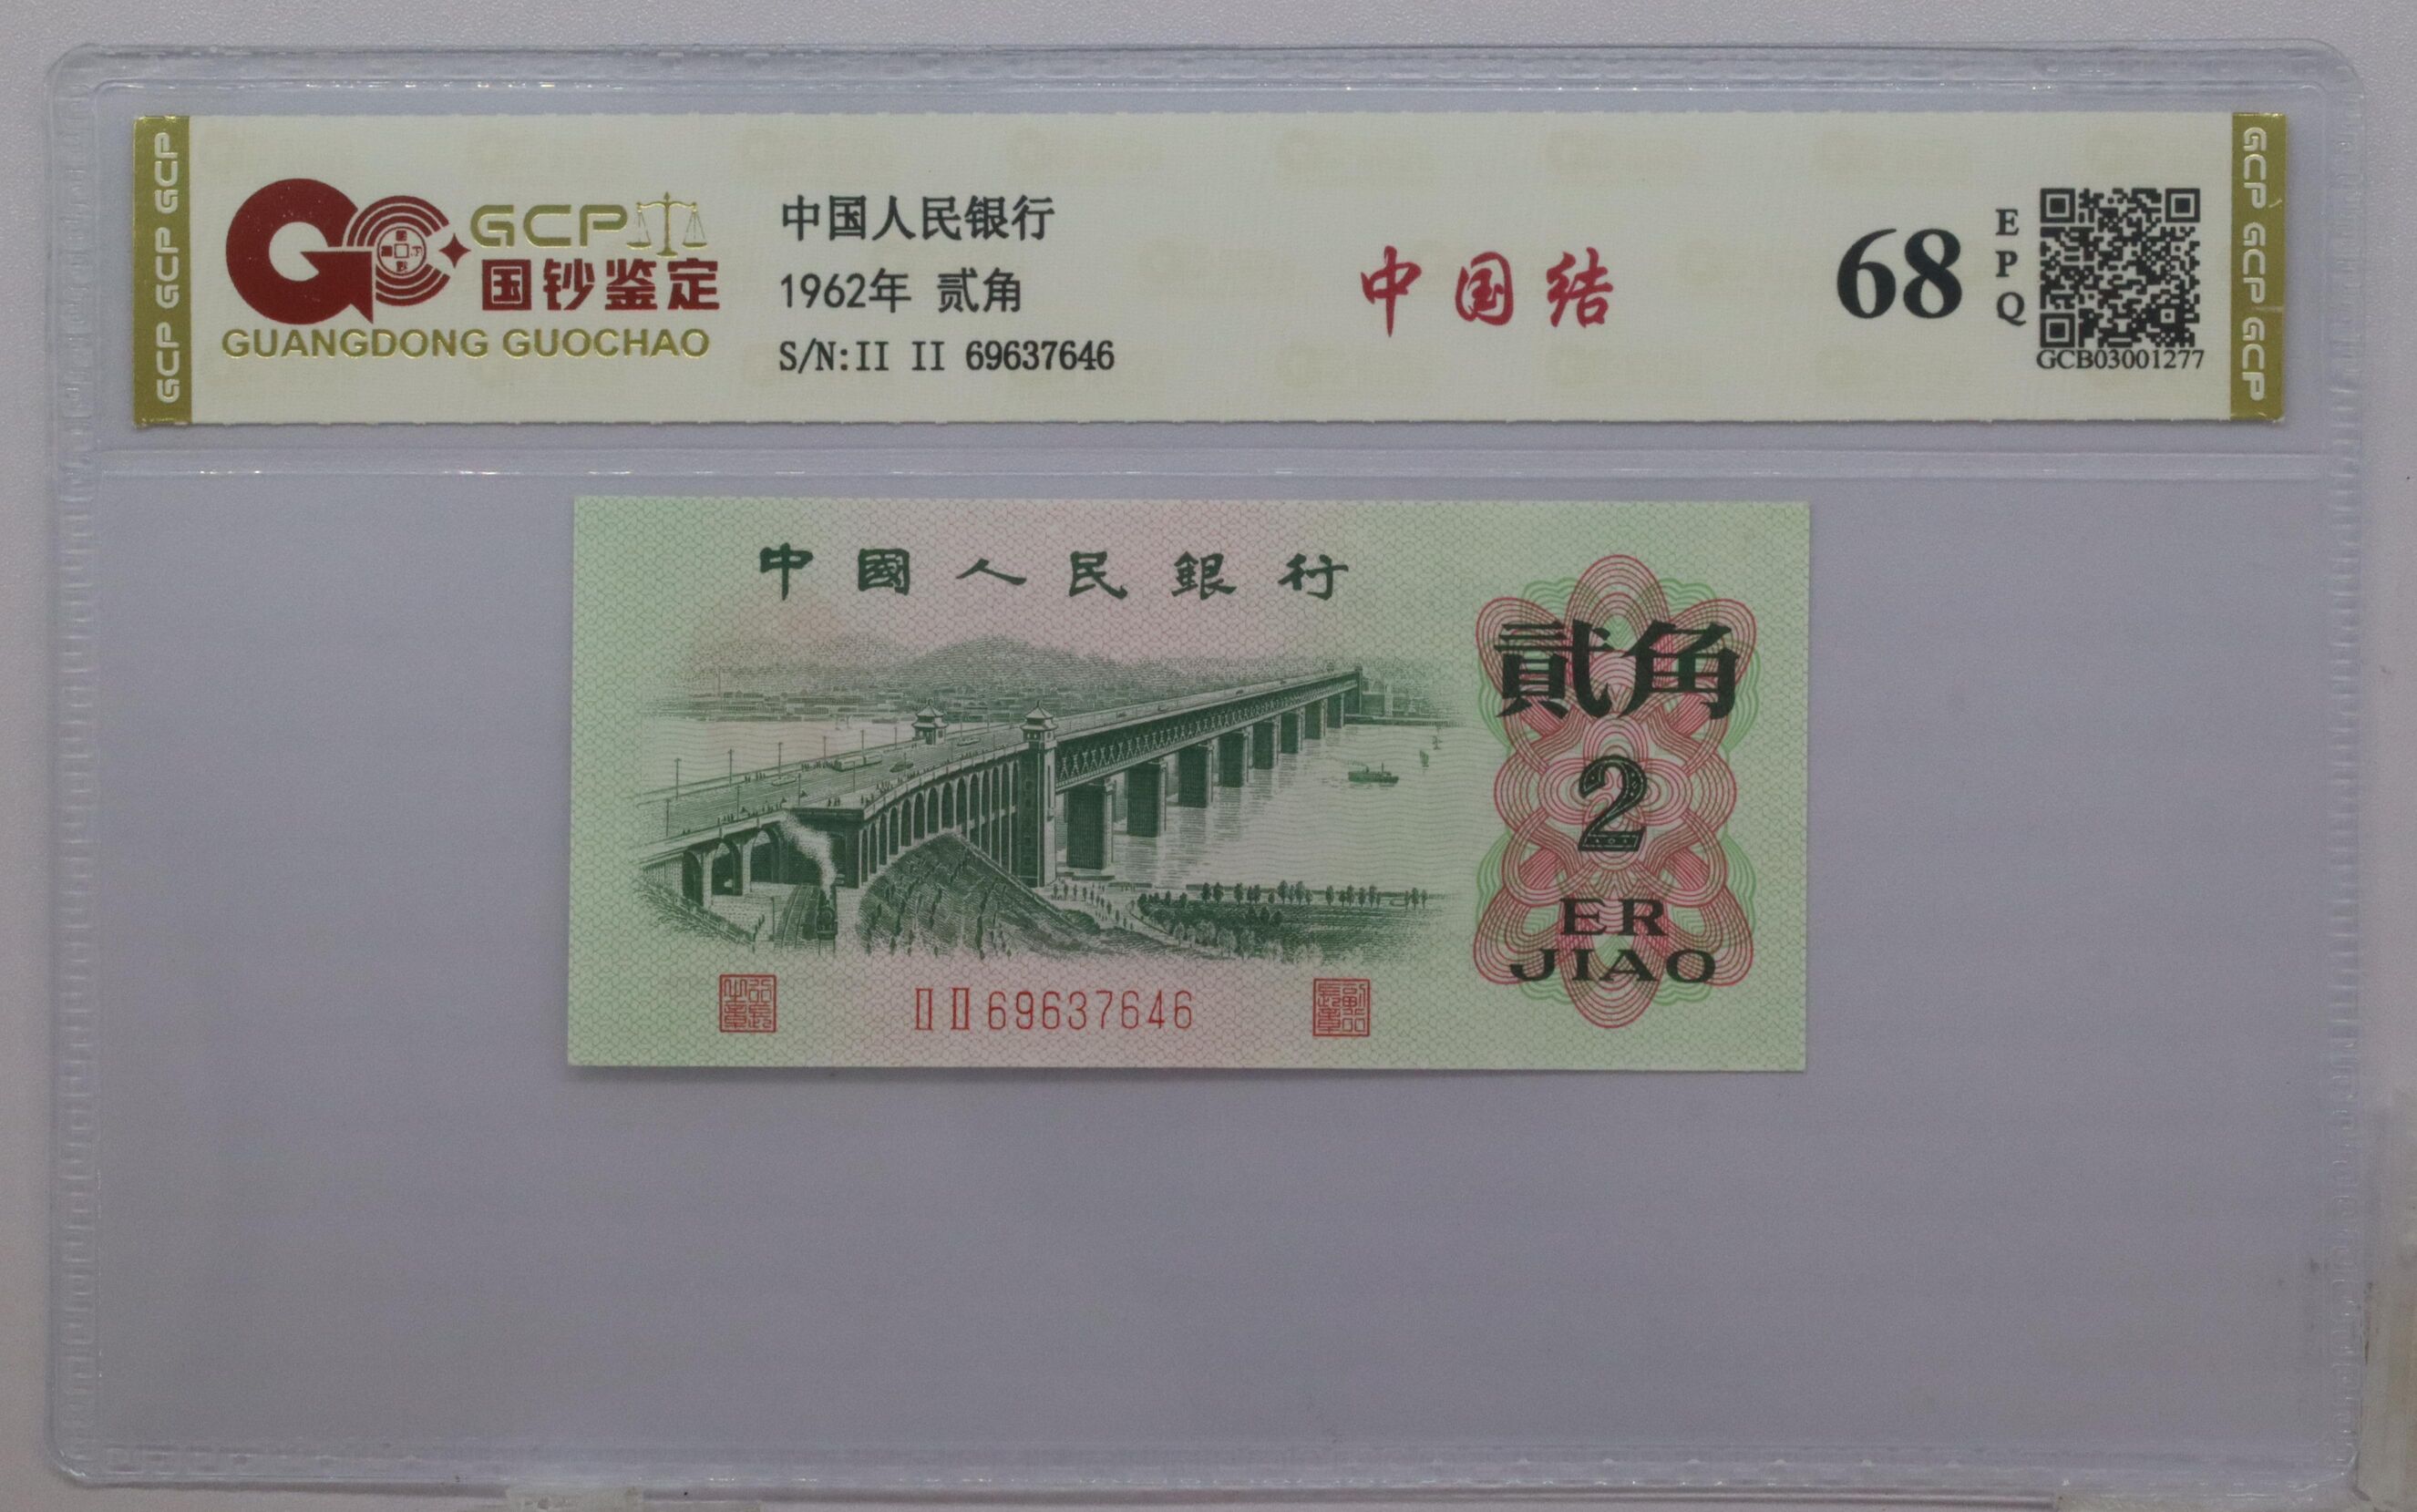 GCP GCP GCP
GCP
国钞鉴定
GUANGDONG GUOCHAO
中国人民银行
1962年 贰角
S/N:II II 69637646
中国结
68
EPQ
GCB03001277
GCP GCP GCP
中國人民銀行
貳角
2
ER
JIAO
II II 69637646